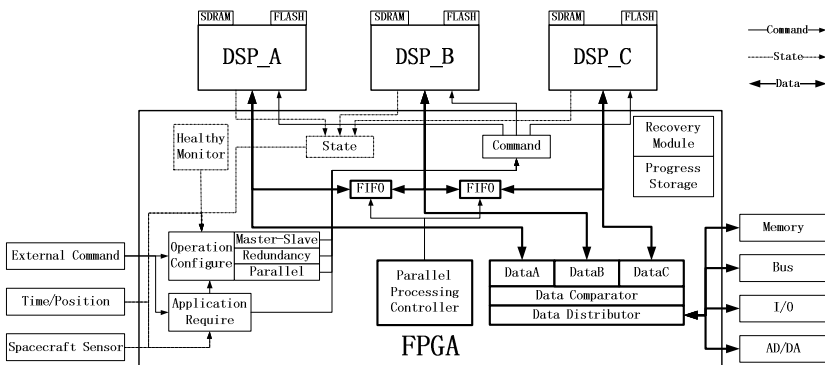 SDRAM FLASH SDRAM FLASH SDRAM FLASH
DSP_A DSP_B DSP_C
Command
State
Data
Healthy
Monitor
State
Command
Recovery
Module
Progress
Storage
FIFO FIFO
Operation
Configure
Master-Slave
Redundancy
Parallel
External Command
Time/Position
Spacecraft Sensor
Application
Require
Parallel
Processing
Controller
DataA DataB DataC
Data Comparator
Data Distributor
Memory
Bus
I/O
AD/DA
FPGA